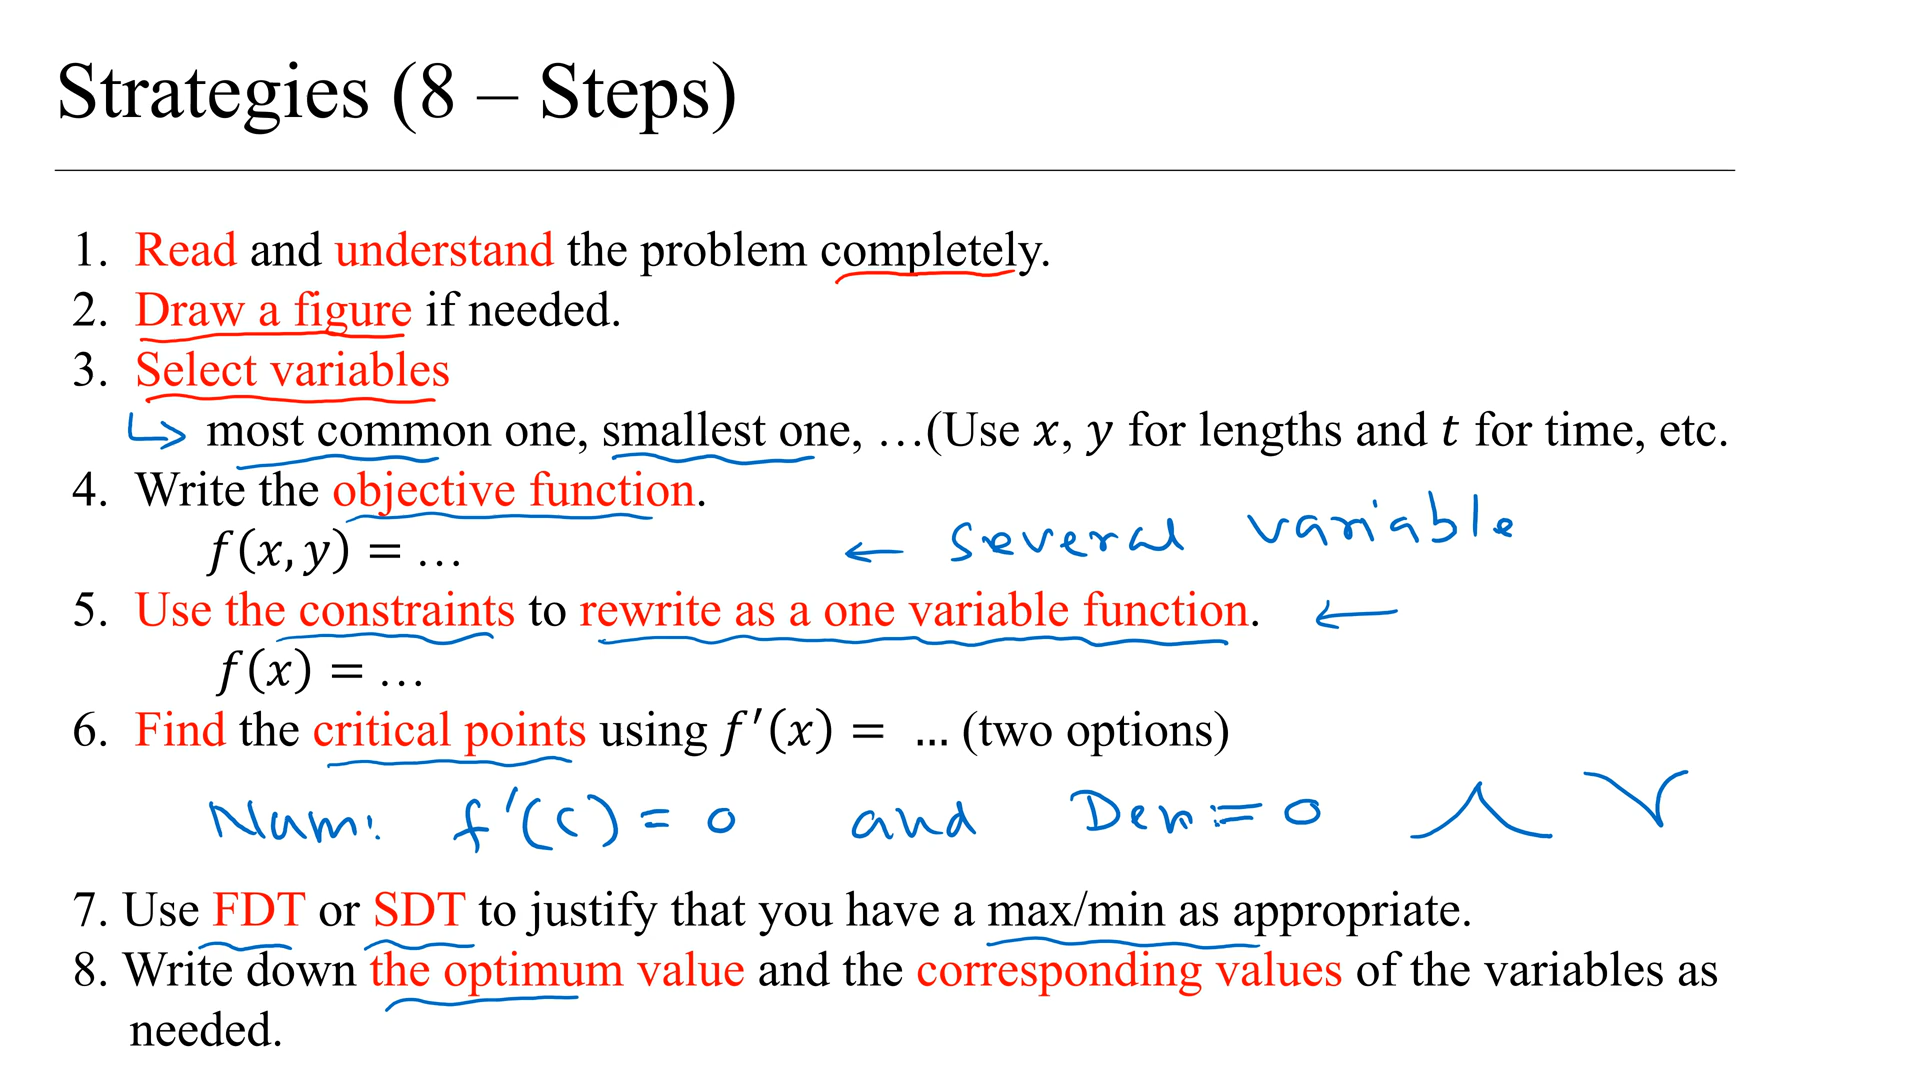 Strategies (8 – Steps)
1. Read and understand the problem completely.
2. Draw a figure if needed.
3. Select variables
↳ most common one, smallest one, …(Use x, y for lengths and t for time, etc.
4. Write the objective function.
f(x, y) = …
← several variable
5. Use the constraints to rewrite as a one variable function. ←
f(x) = …
6. Find the critical points using f′(x) = … (two options)
Num: f'(c) = 0 and Den := 0
7. Use FDT or SDT to justify that you have a max/min as appropriate.
8. Write down the optimum value and the corresponding values of the variables as
needed.